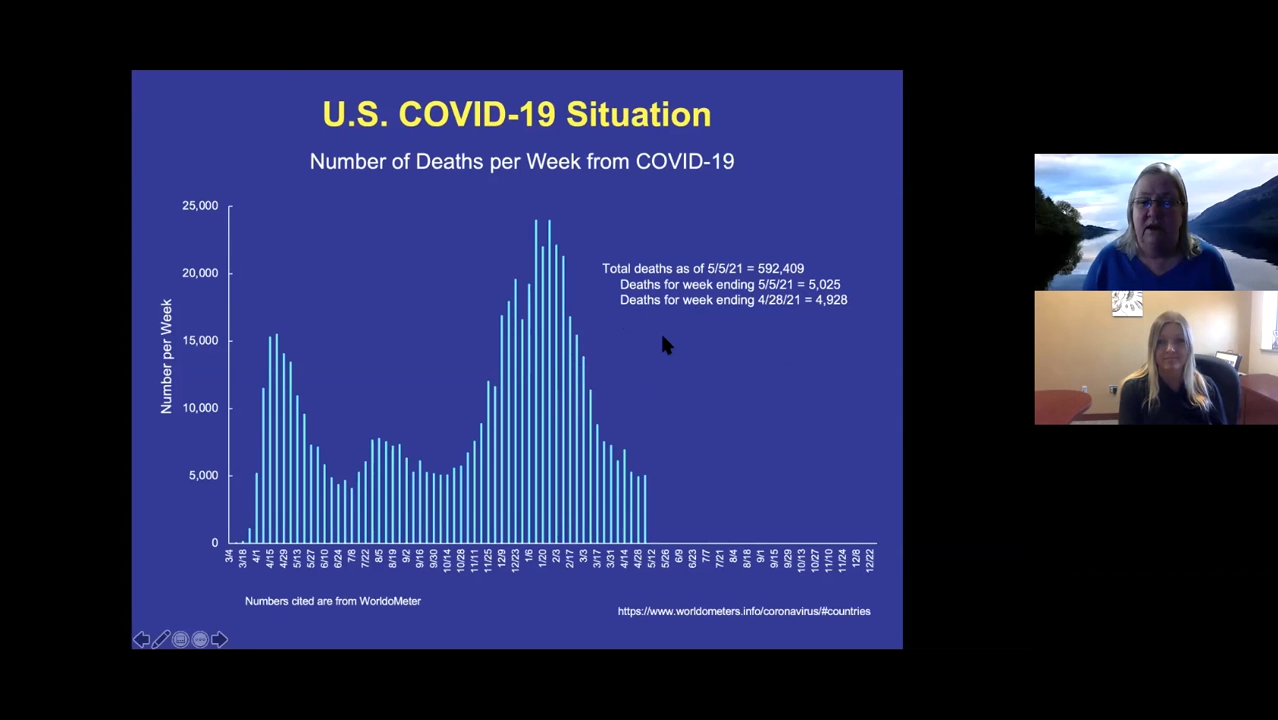 U.S. COVID-19 Situation
Number of Deaths per Week from COVID-19
Number per Week
25,000
20,000
15,000
10,000
5,000
0
Total deaths as of 5/5/21 = 592,409
Deaths for week ending 5/5/21 = 5,025
Deaths for week ending 4/28/21 = 4,928
3/4 3/18 4/1 4/15 4/29 5/13 5/27 6/10 6/24 7/8 7/22 8/5 8/19 9/2 9/16 9/30 10/14 10/28 11/11 11/25 12/9 12/23 1/6 1/20 2/3 2/17 3/3 3/17 3/31 4/14 4/28 5/12 5/26 6/9 6/23 7/7 7/21 8/4 8/18 9/1 9/15 9/29 10/13 10/27 11/10 11/24 12/8 12/22
Numbers cited are from WorldoMeter
https://www.worldometers.info/coronavirus/#countries